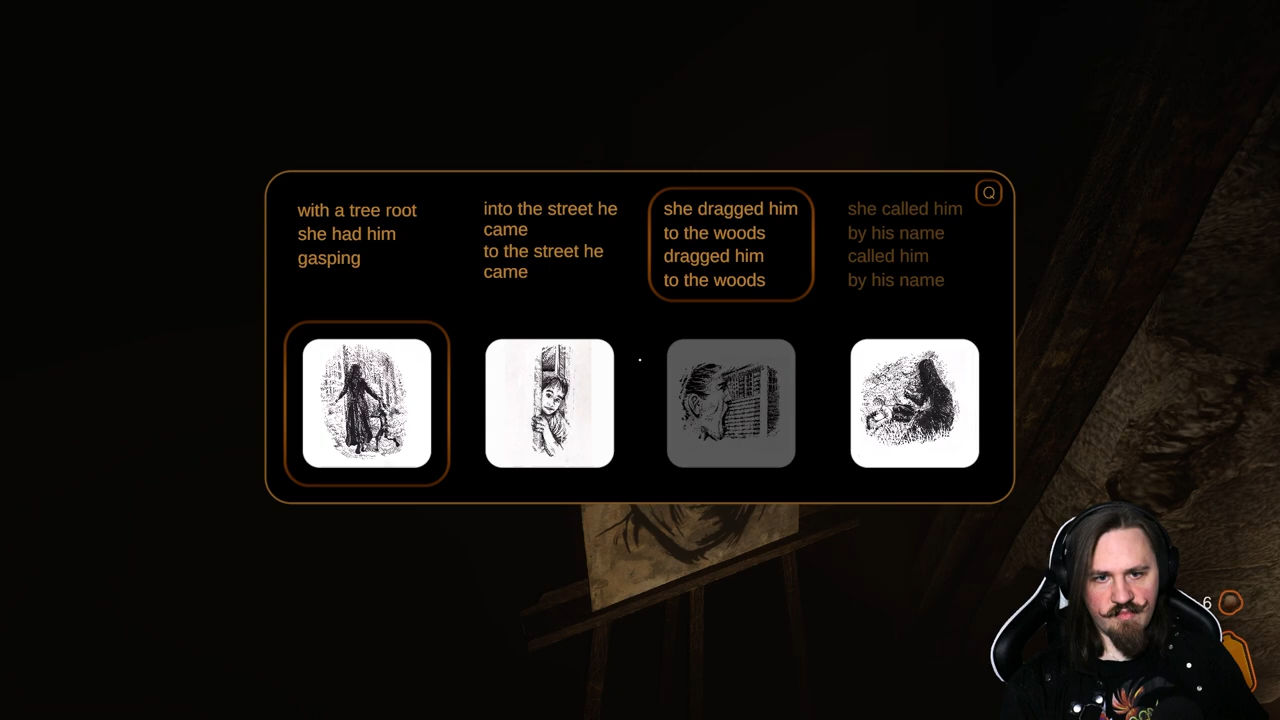 with a tree root
she had him
gasping
into the street he
came
to the street he
came
she dragged him
to the woods
dragged him
to the woods
she called him
by his name
called him
by his name
Q
6